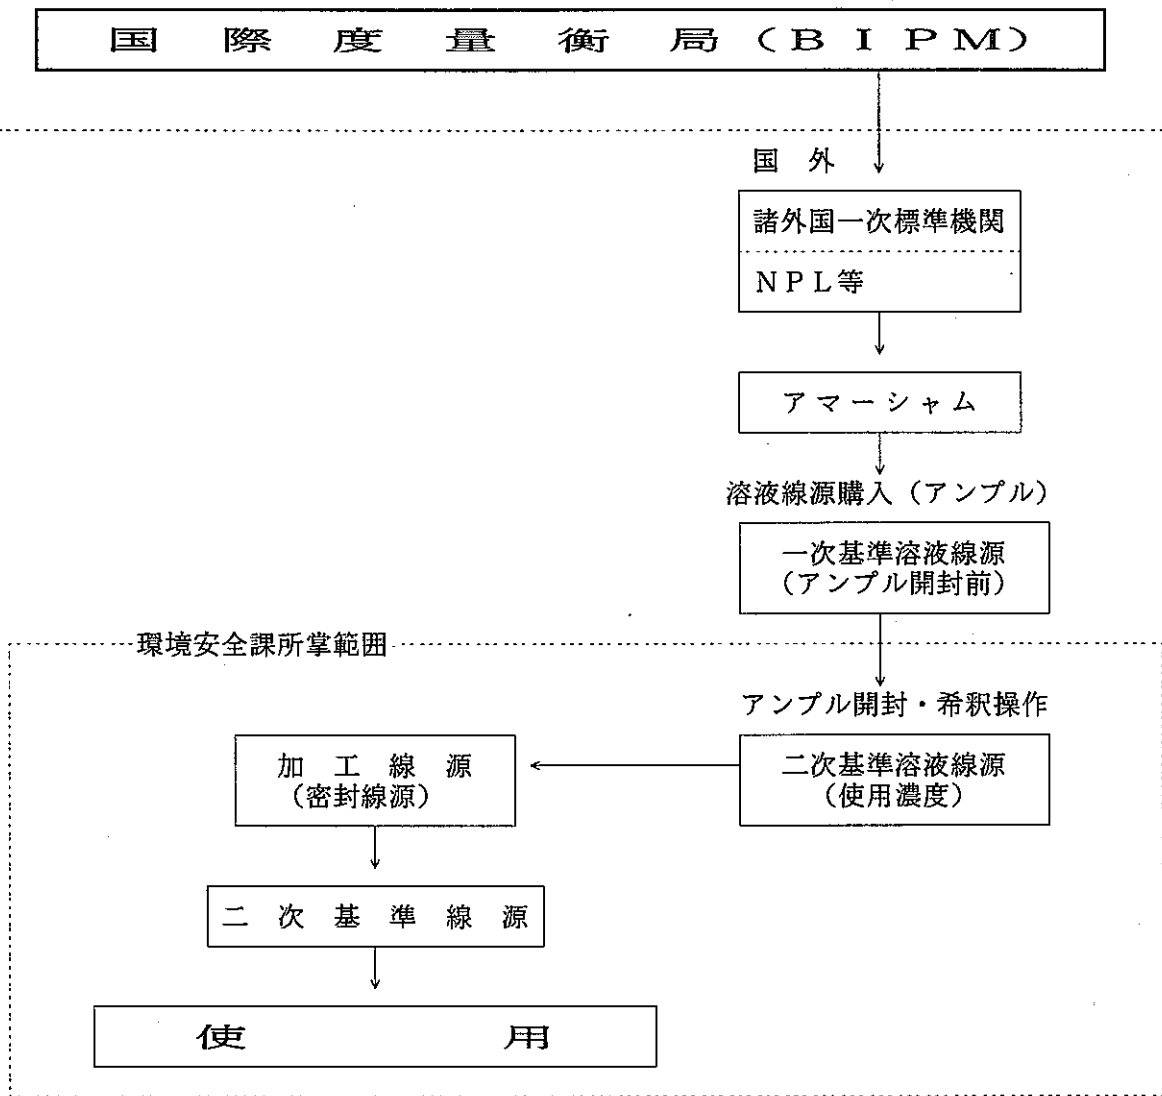 国際度量衡局(BIPM)
国外
諸外国一次標準機関
NPL等
アマーシャム
溶液線源購入(アンプル)
一次基準溶液線源
(アンプル開封前)
環境安全課所掌範囲
アンプル開封・希釈操作
二次基準溶液線源
(使用濃度)
加工線源
(密封線源)
二次基準線源
使用